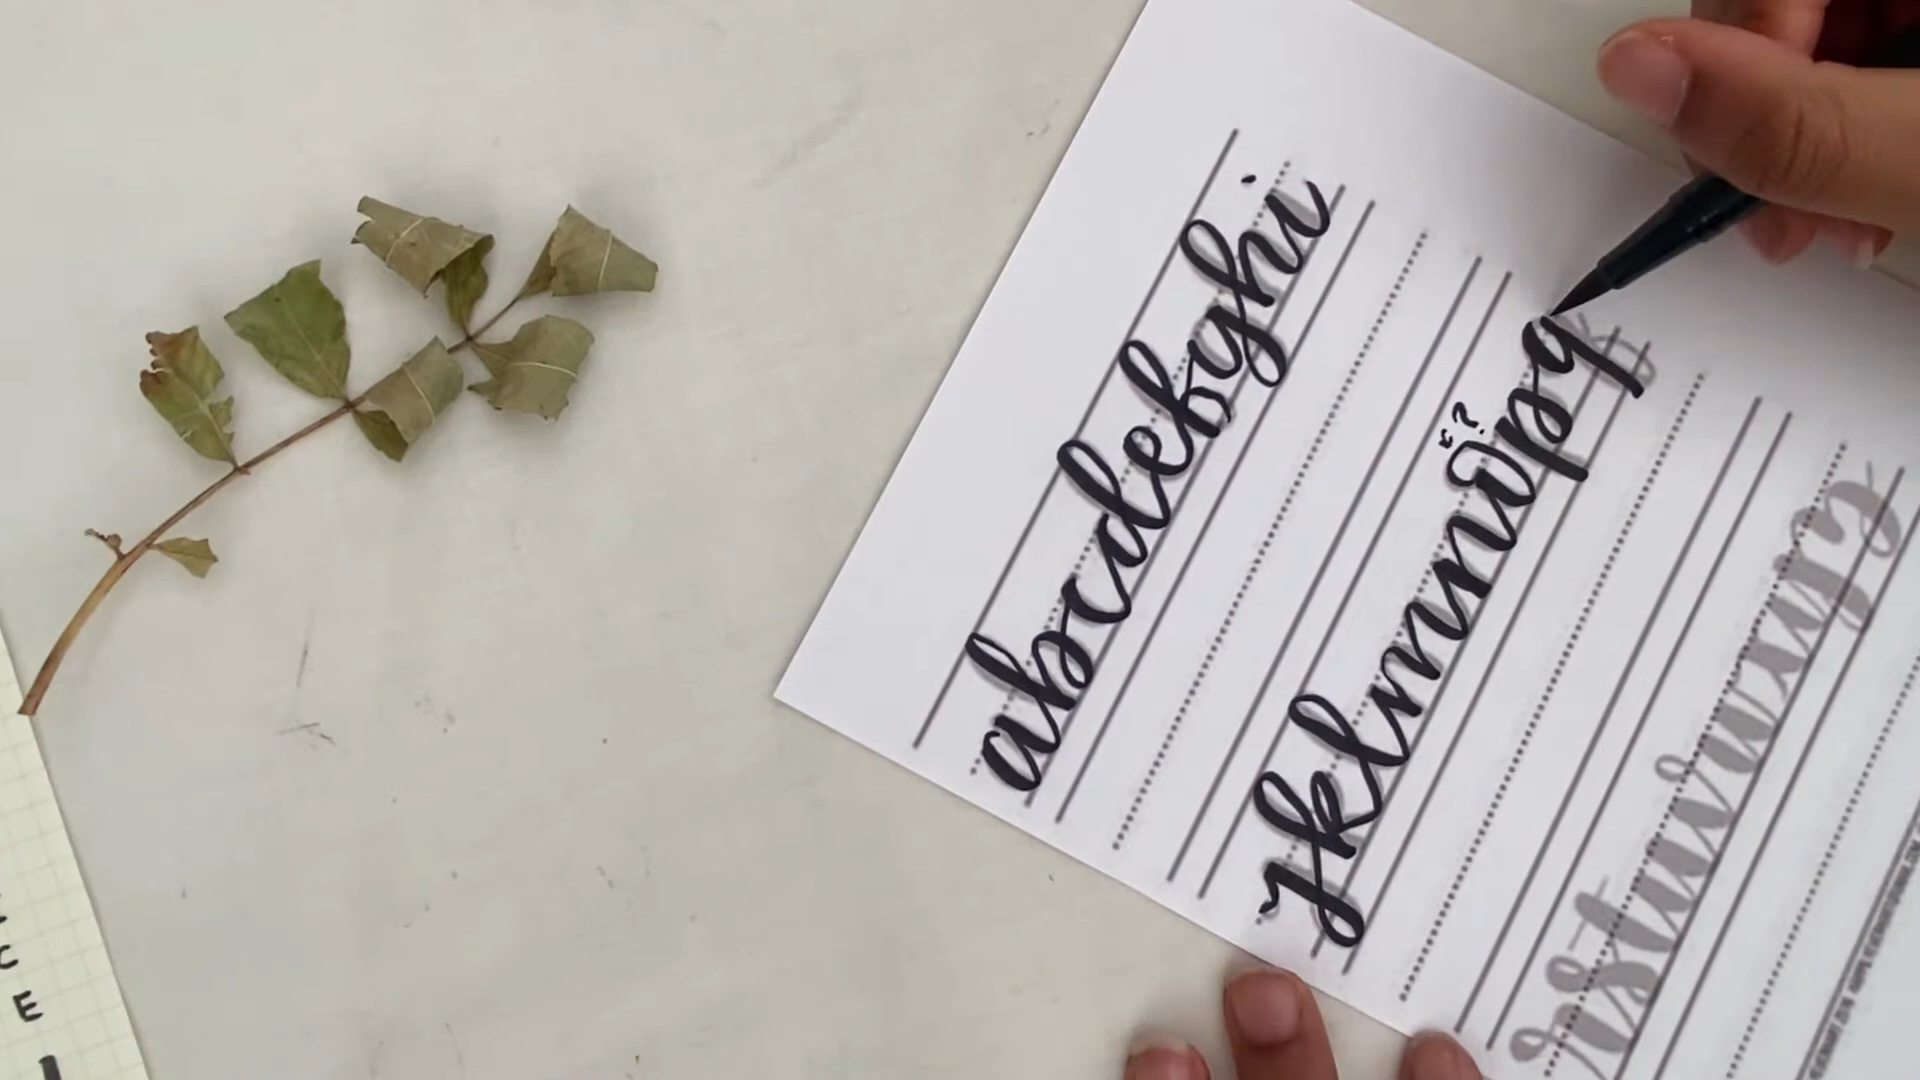 abcdefghi
jklmnopq
rstuvwxyz
C
E